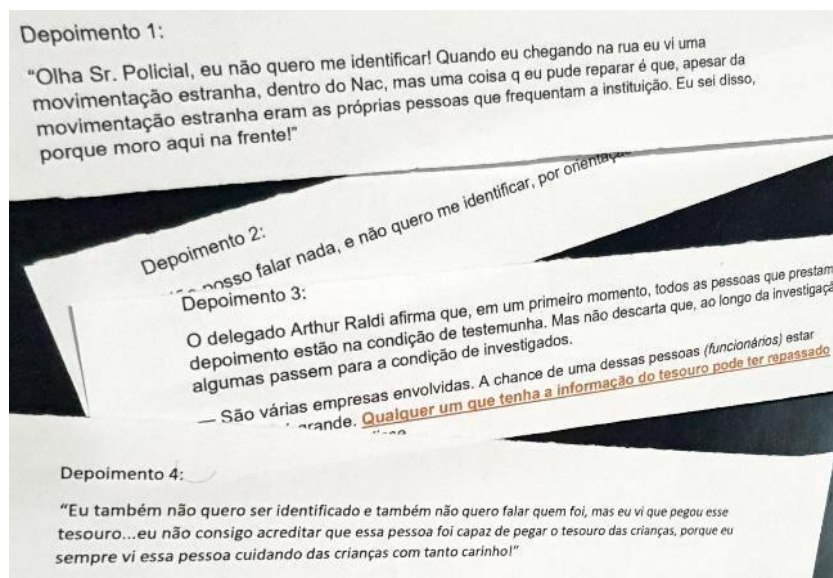 Depoimento 1:
“Olha Sr. Policial, eu não quero me identificar! Quando eu chegando na rua eu vi uma
movimentação estranha, dentro do Nac, mas uma coisa q eu pude reparar é que, apesar da
movimentação estranha eram as próprias pessoas que frequentam a instituição. Eu sei disso,
porque moro aqui na frente!”
Depoimento 2:
posso falar nada, e não quero me identificar, por
Depoimento 3:
O delegado Arthur Raldi afirma que, em um primeiro momento, todos as pessoas que prestam
depoimento estão na condição de testemunha. Mas não descarta que, ao longo da
algumas passem para a condição de investigados.
— São várias empresas envolvidas. A chance de uma dessas pessoas (funcionários) estar
grande. Qualquer um que tenha a informação do tesouro pode ter repassado
Depoimento 4:
“Eu também não quero ser identificado e também não quero falar quem foi, mas eu vi que pegou esse
tesouro...eu não consigo acreditar que essa pessoa foi capaz de pegar o tesouro das crianças, porque eu
sempre vi essa pessoa cuidando das crianças com tanto carinho!”